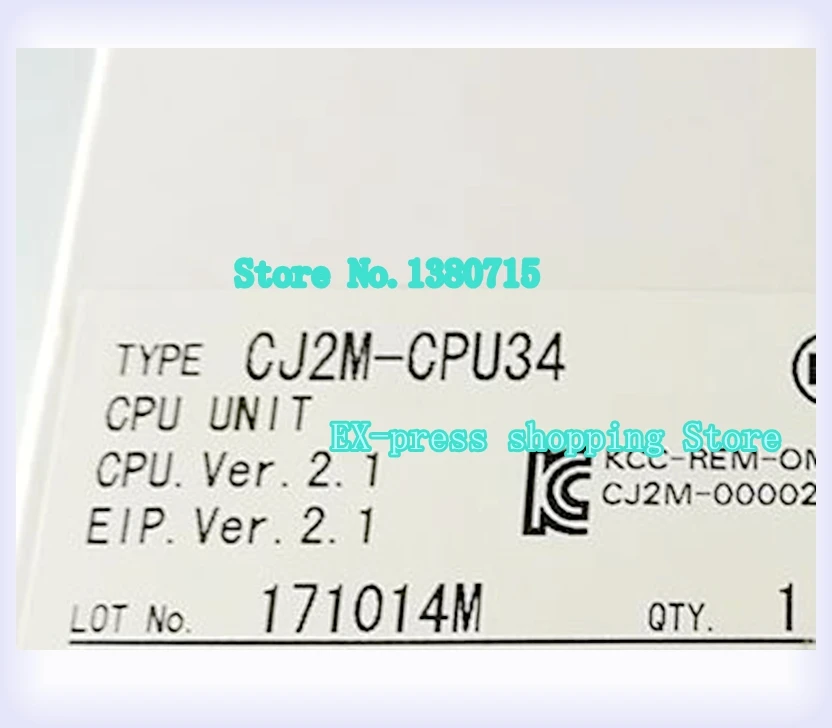 Store No.1380715
TYPE CJ2M-CPU34
CPU UNIT
EX-press shopping Store
CPU.Ver.2.1
KCC-REM-OM
EIP.Ver.2.1
CJ2M-00002
LOT No. 171014M QTY. 1